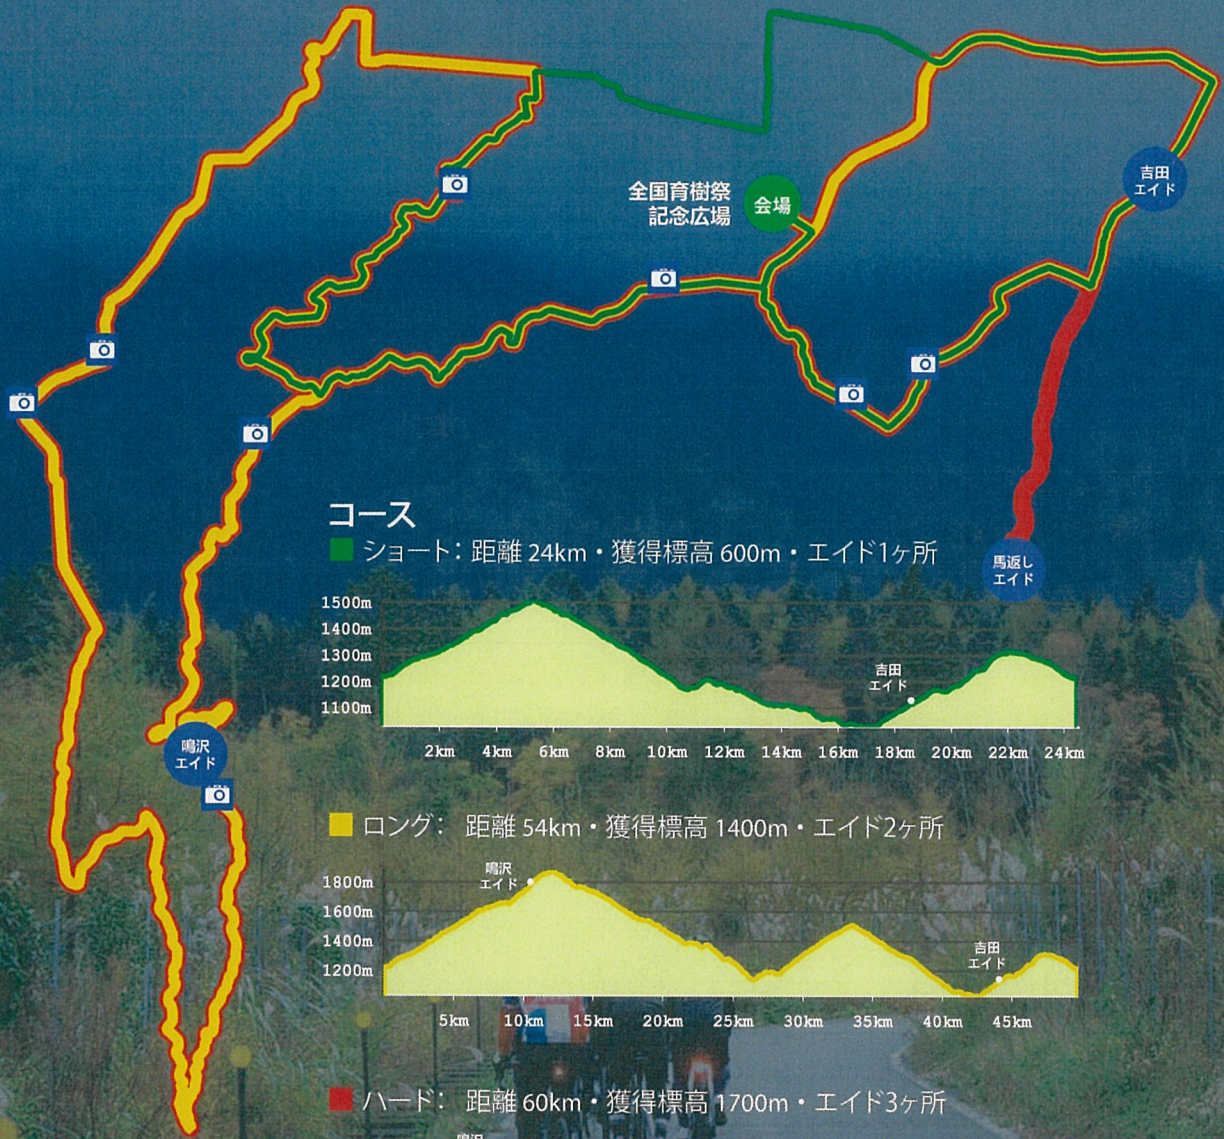 吉田
エイド
全国育樹祭
記念広場
会場
コース
ショート：距離 24km・獲得標高 600m・エイド1ヶ所
馬返し
エイド
1500m
1400m
1300m
1200m
1100m
吉田
エイド
2km 4km 6km 8km 10km 12km 14km 16km 18km 20km 22km 24km
鳴沢
エイド
ロング： 距離 54km・獲得標高 1400m・エイド2ヶ所
鳴沢
エイド
1800m
1600m
1400m
1200m
吉田
エイド
5km 10km 15km 20km 25km 30km 35km 40km 45km
ハード： 距離 60km・獲得標高 1700m・エイド3ヶ所
鳴沢